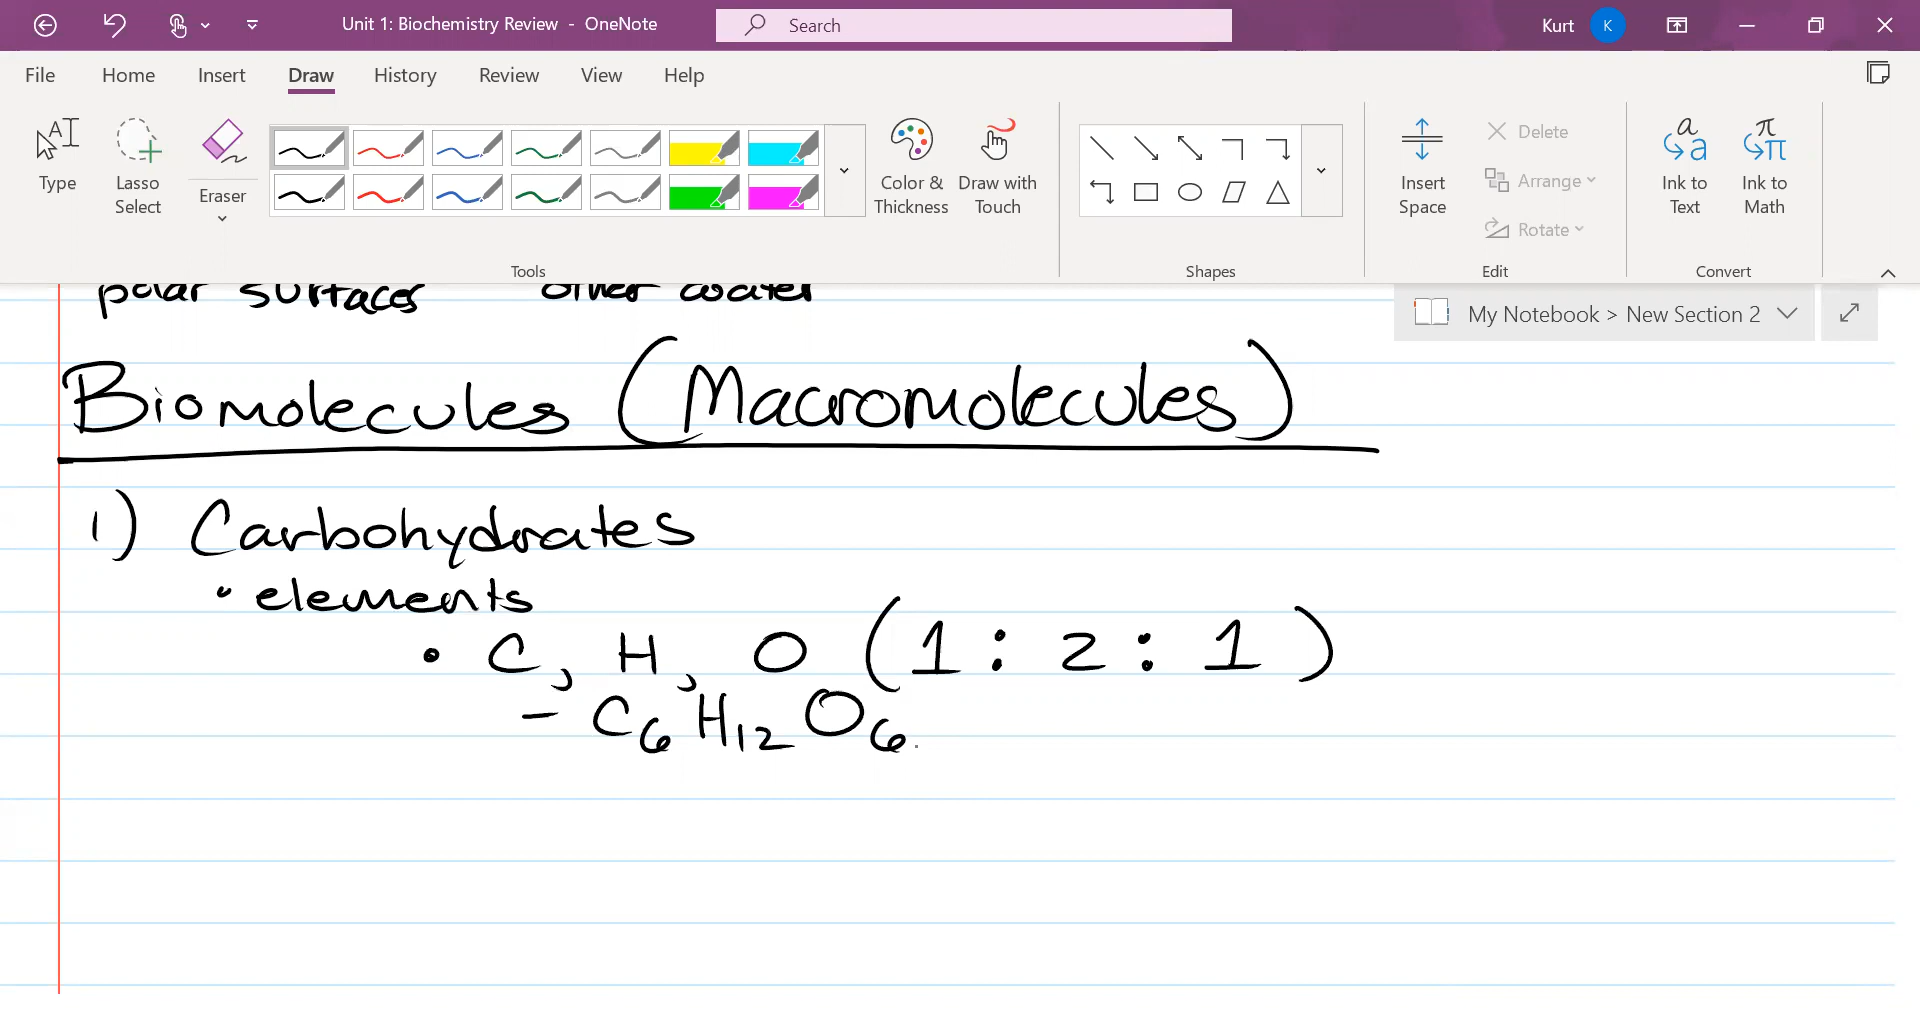 Unit 1: Biochemistry Review - OneNote
Search
Kurt
K
File Home Insert Draw History Review View Help
Type
Lasso Select
Eraser
Color & Thickness
Draw with Touch
Insert Space
Delete
Arrange
Rotate
Ink to Text
Ink to Math
Tools
Shapes
Edit
Convert
My Notebook > New Section 2
polar surfaces other water
Biomolecules (Macromolecules)
1) Carbohydrates
• elements
• C, H, O (1 : 2 : 1)
- C6H12O6